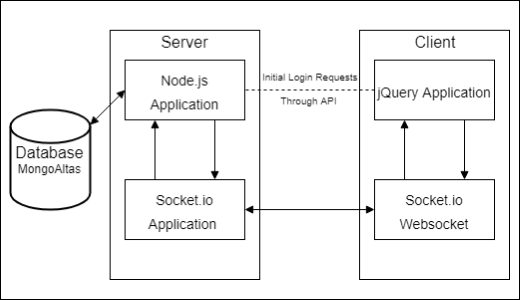 Server
Client
Node.js
Application
Initial Login Requests
Through API
jQuery Application
Database
MongoAltas
Socket.io
Application
Socket.io
Websocket